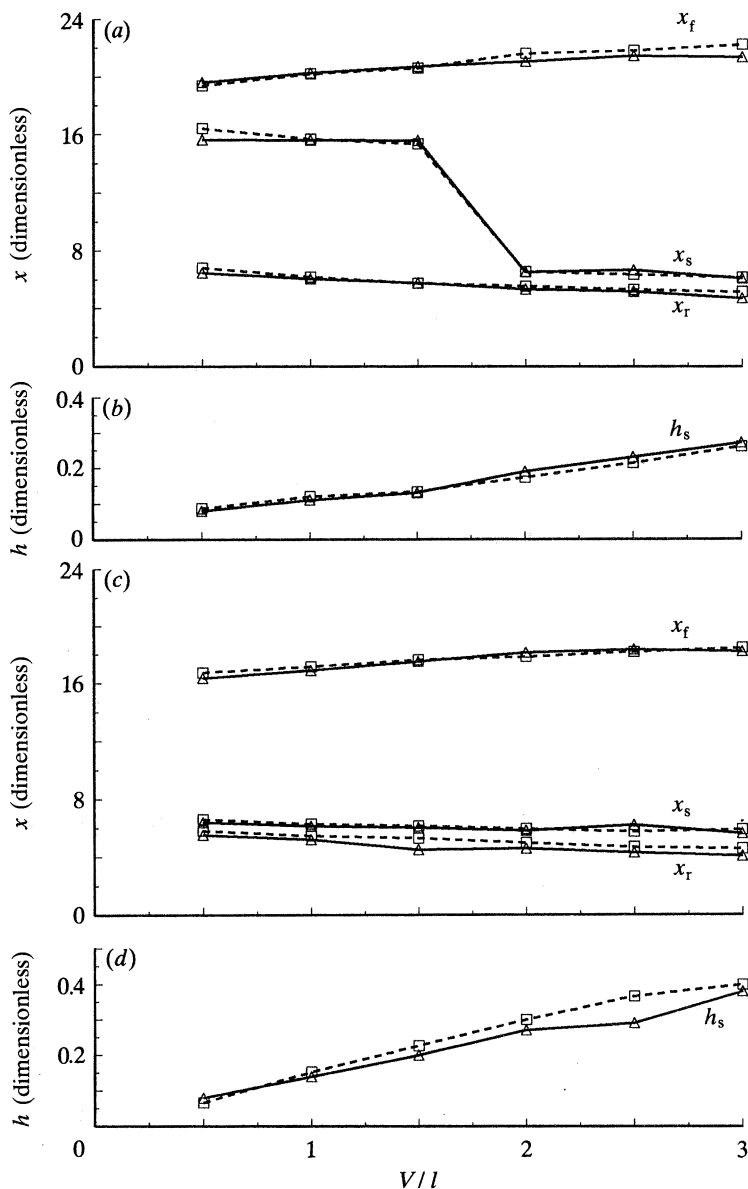 (a)
x_f
24
16
8
0
x (dimensionless)
x_s
x_r
(b)
h_s
0.4
0.2
0
h (dimensionless)
(c)
x_f
24
16
8
0
x (dimensionless)
x_s
x_r
(d)
h_s
0.4
0.2
h (dimensionless)
0 1 2 3
V/l